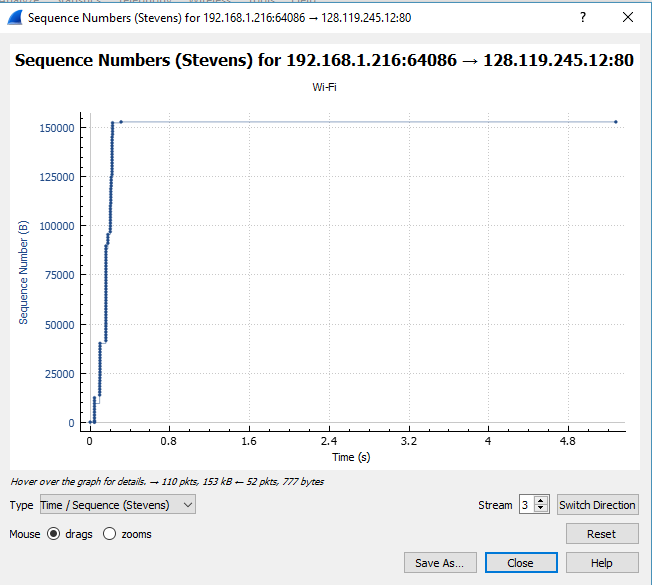 Sequence Numbers (Stevens) for 192.168.1.216:64086 → 128.119.245.12:80
?
Sequence Numbers (Stevens) for 192.168.1.216:64086 → 128.119.245.12:80
Wi-Fi
150000
125000
100000
75000
50000
25000
0
Sequence Number (B)
0 0.8 1.6 2.4 3.2 4 4.8
Time (s)
Hover over the graph for details. → 110 pkts, 153 kB ← 52 pkts, 777 bytes
Type Time / Sequence (Stevens) Stream 3 Switch Direction
Mouse drags zooms Reset
Save As... Close Help